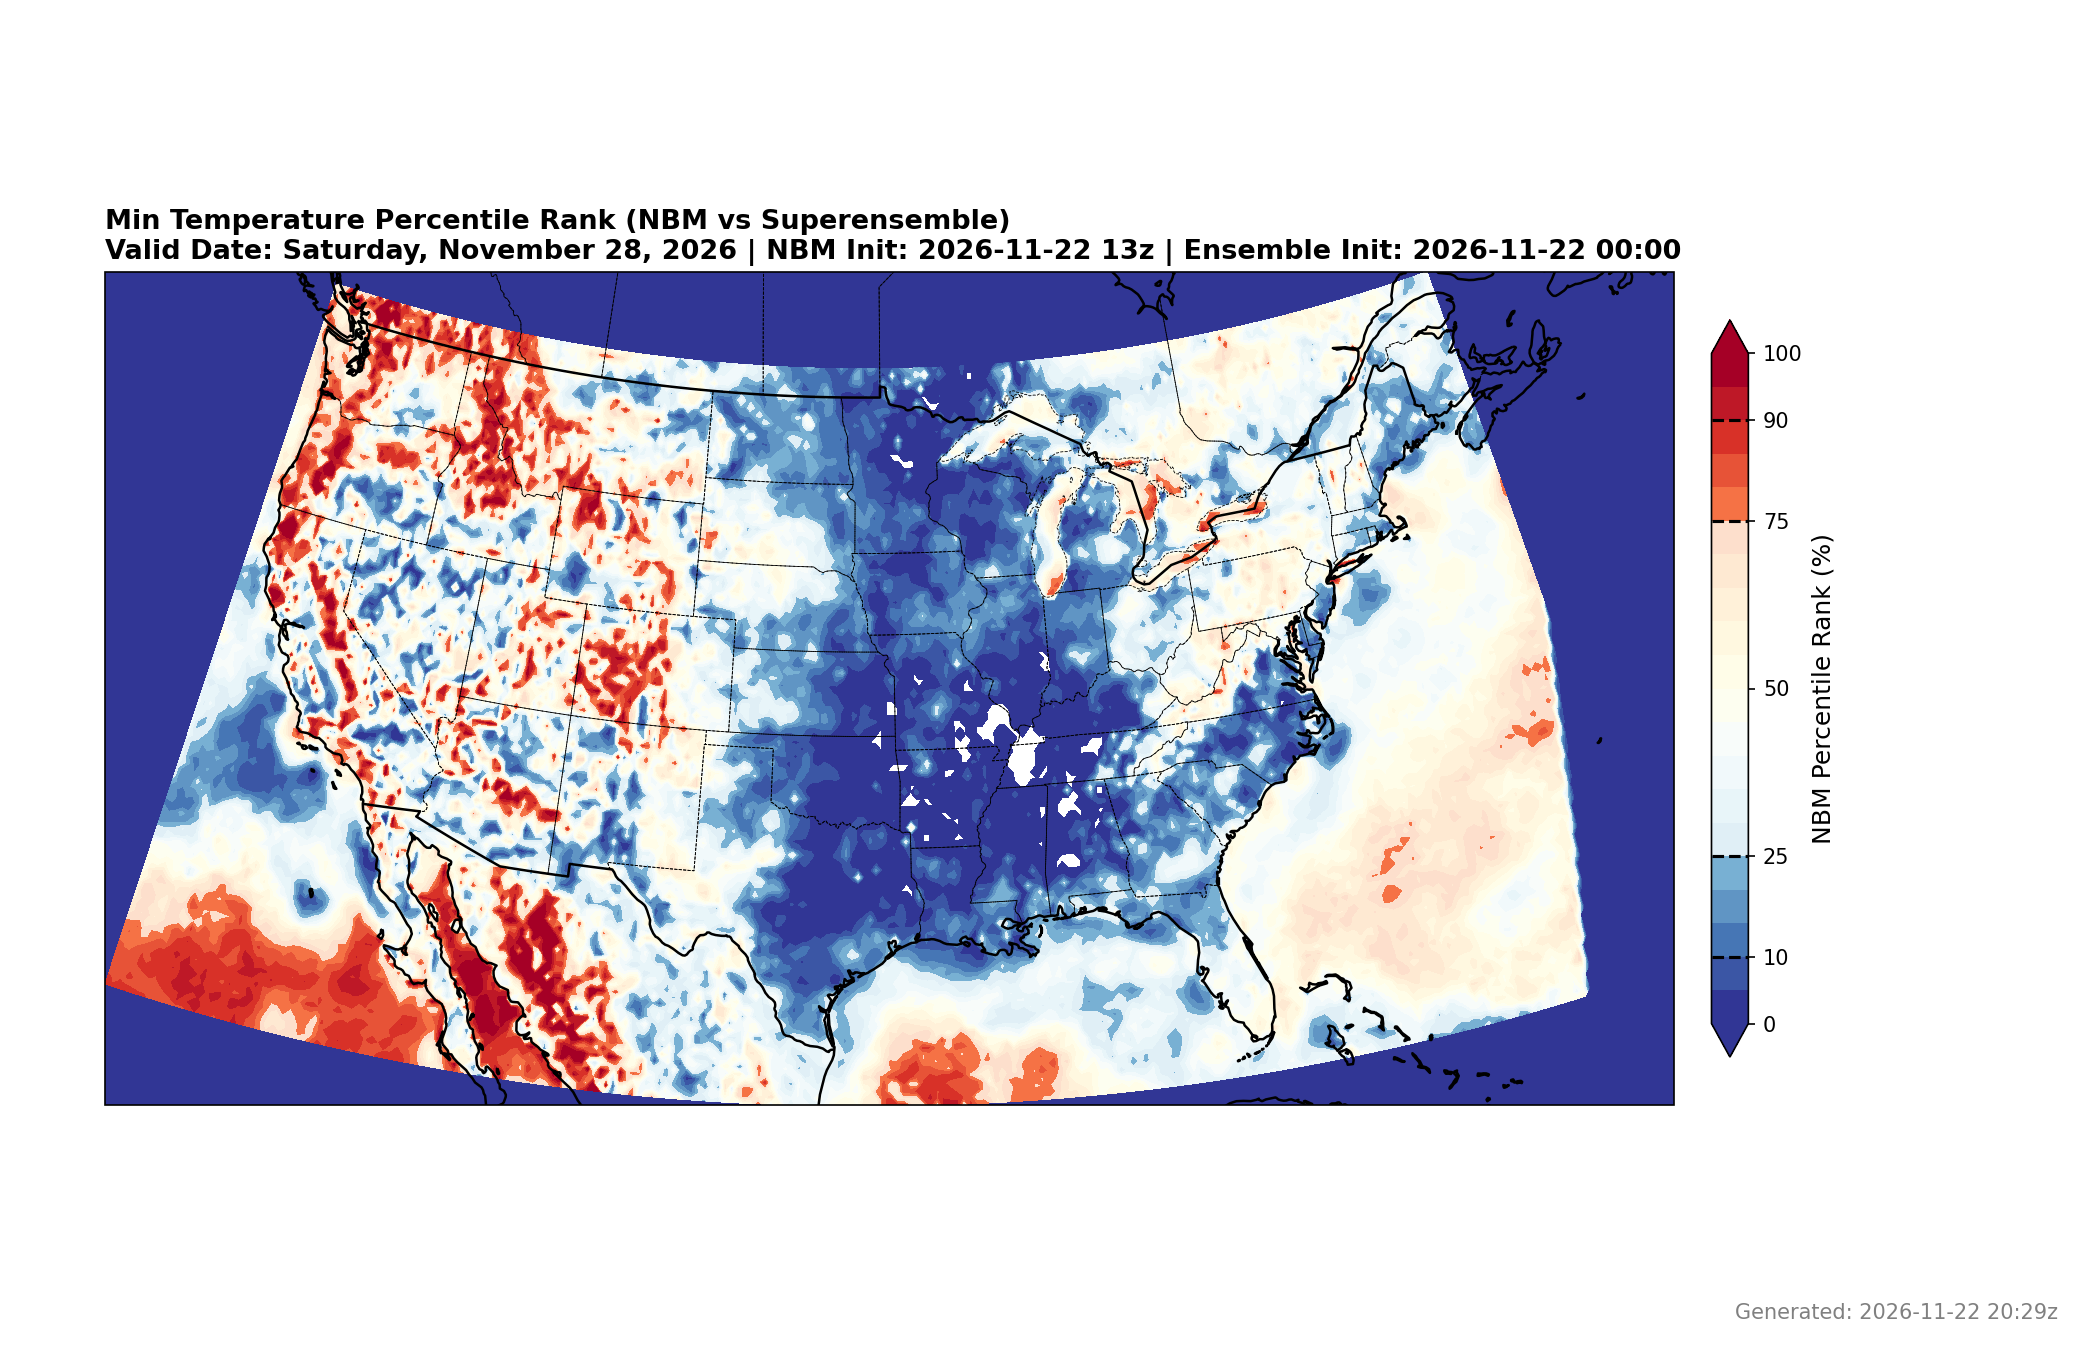 Min Temperature Percentile Rank (NBM vs Superensemble)
Valid Date: Saturday, November 28, 2026 | NBM Init: 2026-11-22 13z | Ensemble Init: 2026-11-22 00:00
100
90
75
50
25
10
0
NBM Percentile Rank (%)
Generated: 2026-11-22 20:29z